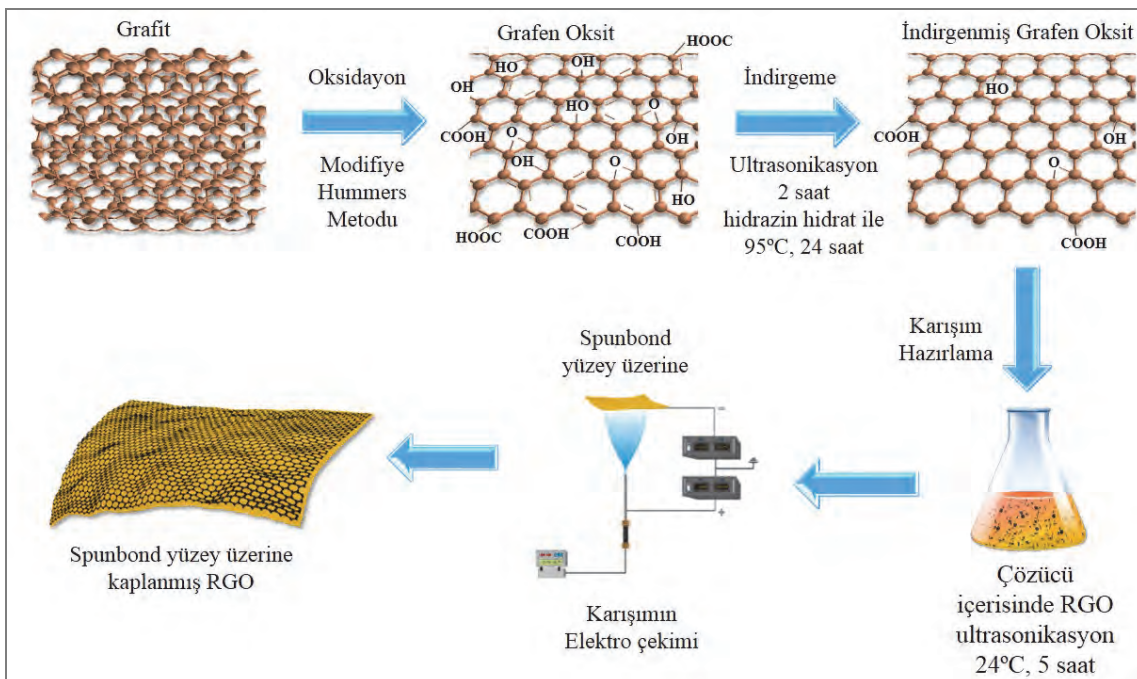 Grafit
Oksidayon
Modifiye
Hummers
Metodu
Grafen Oksit
HOOC
HO
OH
OH
HO
O
COOH
O
OH
OH
O
HO
HOOC
COOH
COOH
İndirgeme
Ultrasonikasyon
2 saat
hidrazin hidrat ile
95ºC, 24 saat
İndirgenmiş Grafen Oksit
HO
COOH
OH
O
COOH
Karışım
Hazırlama
Çözücü
içerisinde RGO
ultrasonikasyon
24ºC, 5 saat
Spunbond
yüzey üzerine
−
+
Karışımın
Elektro çekimi
Spunbond yüzey üzerine
kaplanmış RGO